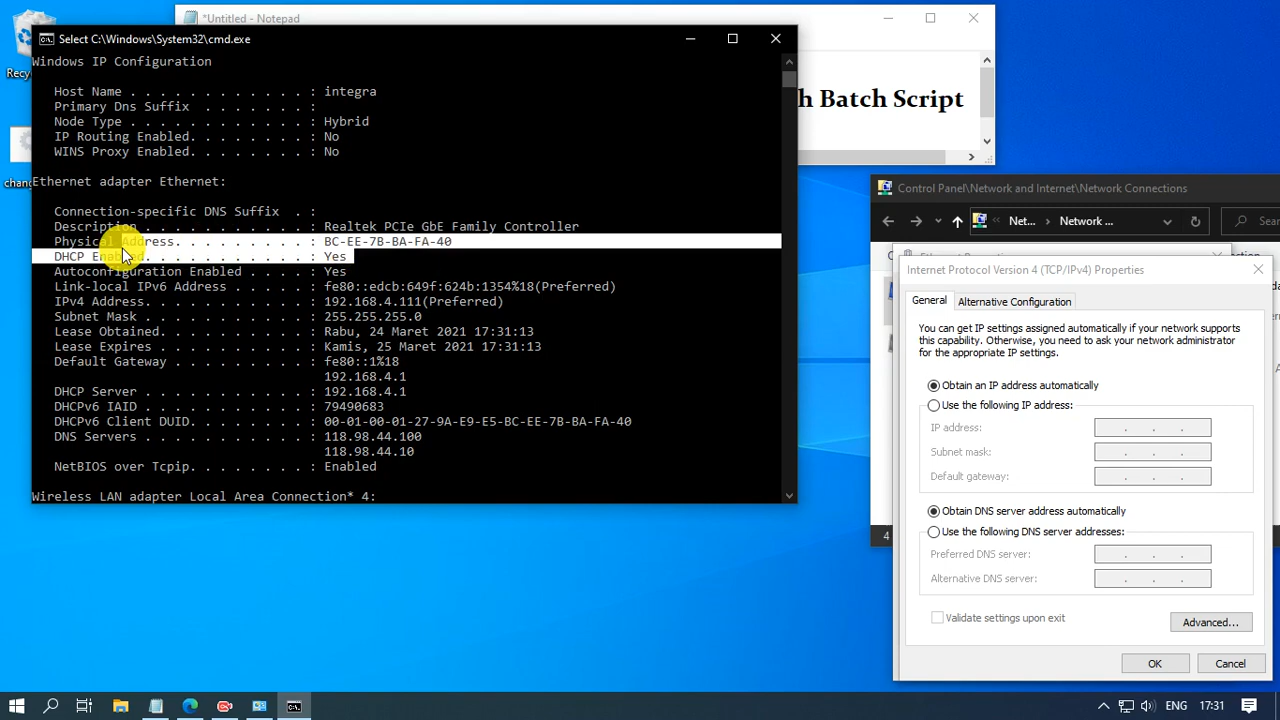 *Untitled - Notepad
Recy
chang
h Batch Script
Select C:\Windows\System32\cmd.exe
Windows IP Configuration
Host Name . . . . . . . . . . . . : integra
Primary Dns Suffix . . . . . . . :
Node Type . . . . . . . . . . . . : Hybrid
IP Routing Enabled. . . . . . . . : No
WINS Proxy Enabled. . . . . . . . : No
Ethernet adapter Ethernet:
Connection-specific DNS Suffix . :
Description . . . . . . . . . . . : Realtek PCIe GbE Family Controller
Physical Address. . . . . . . . . : BC-EE-7B-BA-FA-40
DHCP Enabled. . . . . . . . . . . : Yes
Autoconfiguration Enabled . . . . : Yes
Link-local IPv6 Address . . . . . : fe80::edcb:649f:624b:1354%18(Preferred)
IPv4 Address. . . . . . . . . . . : 192.168.4.111(Preferred)
Subnet Mask . . . . . . . . . . . : 255.255.255.0
Lease Obtained. . . . . . . . . . : Rabu, 24 Maret 2021 17:31:13
Lease Expires . . . . . . . . . . : Kamis, 25 Maret 2021 17:31:13
Default Gateway . . . . . . . . . : fe80::1%18
192.168.4.1
DHCP Server . . . . . . . . . . . : 192.168.4.1
DHCPv6 IAID . . . . . . . . . . . : 79490683
DHCPv6 Client DUID. . . . . . . . : 00-01-00-01-27-9A-E9-E5-BC-EE-7B-BA-FA-40
DNS Servers . . . . . . . . . . . : 118.98.44.100
118.98.44.10
NetBIOS over Tcpip. . . . . . . . : Enabled
Wireless LAN adapter Local Area Connection* 4:
Control Panel\Network and Internet\Network Connections
Net... Network ... Search
Internet Protocol Version 4 (TCP/IPv4) Properties
General Alternative Configuration
You can get IP settings assigned automatically if your network supports
this capability. Otherwise, you need to ask your network administrator
for the appropriate IP settings.
Obtain an IP address automatically
Use the following IP address:
IP address:
Subnet mask:
Default gateway:
Obtain DNS server address automatically
Use the following DNS server addresses:
Preferred DNS server:
Alternative DNS server:
Validate settings upon exit
Advanced...
OK Cancel
4
ENG 17:31